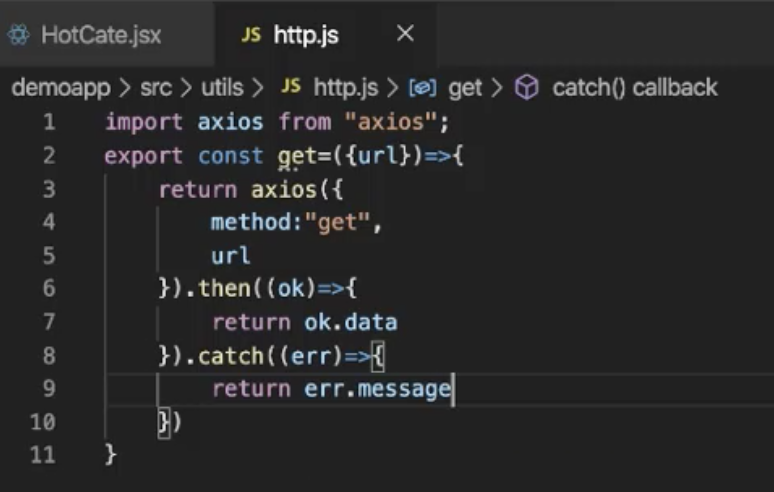 HotCate.jsx JS http.js ×
demoapp > src > utils > JS http.js > get > catch() callback
1 import axios from "axios";
2 export const get=({url})=>{
3     return axios({
4         method:"get",
5         url
6     }).then((ok)=>{
7         return ok.data
8     }).catch((err)=>{
9         return err.message
10     })
11 }